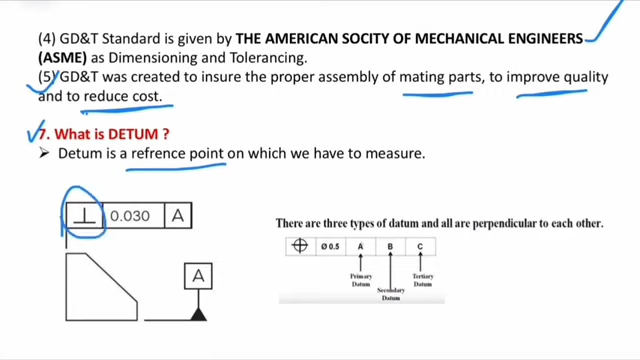 (4) GD&T Standard is given by THE AMERICAN SOCITY OF MECHANICAL ENGINEERS
(ASME) as Dimensioning and Tolerancing.
(5) GD&T was created to insure the proper assembly of mating parts, to improve quality
and to reduce cost.
7. What is DETUM ?
➢ Detum is a refrence point on which we have to measure.
⊥ 0.030 A
A
There are three types of datum and all are perpendicular to each other.
⌖ Ø 0.5 A B C
Primary
Datum
Secondary
Datum
Tertiary
Datum